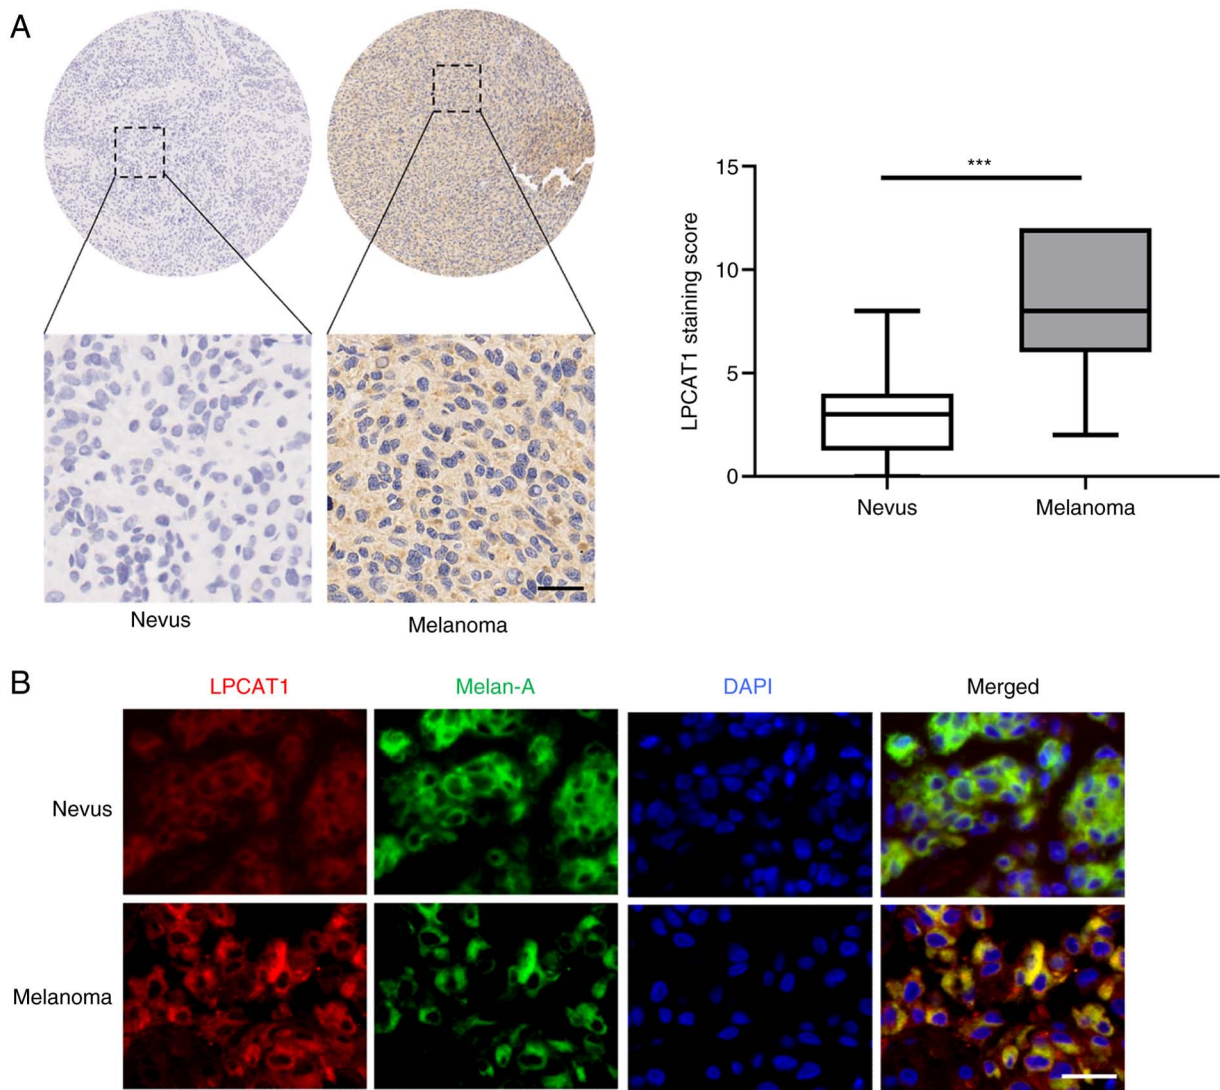 A
Nevus
Melanoma
***
15
10
5
0
LPCAT1 staining score
Nevus
Melanoma
B
LPCAT1
Melan-A
DAPI
Merged
Nevus
Melanoma